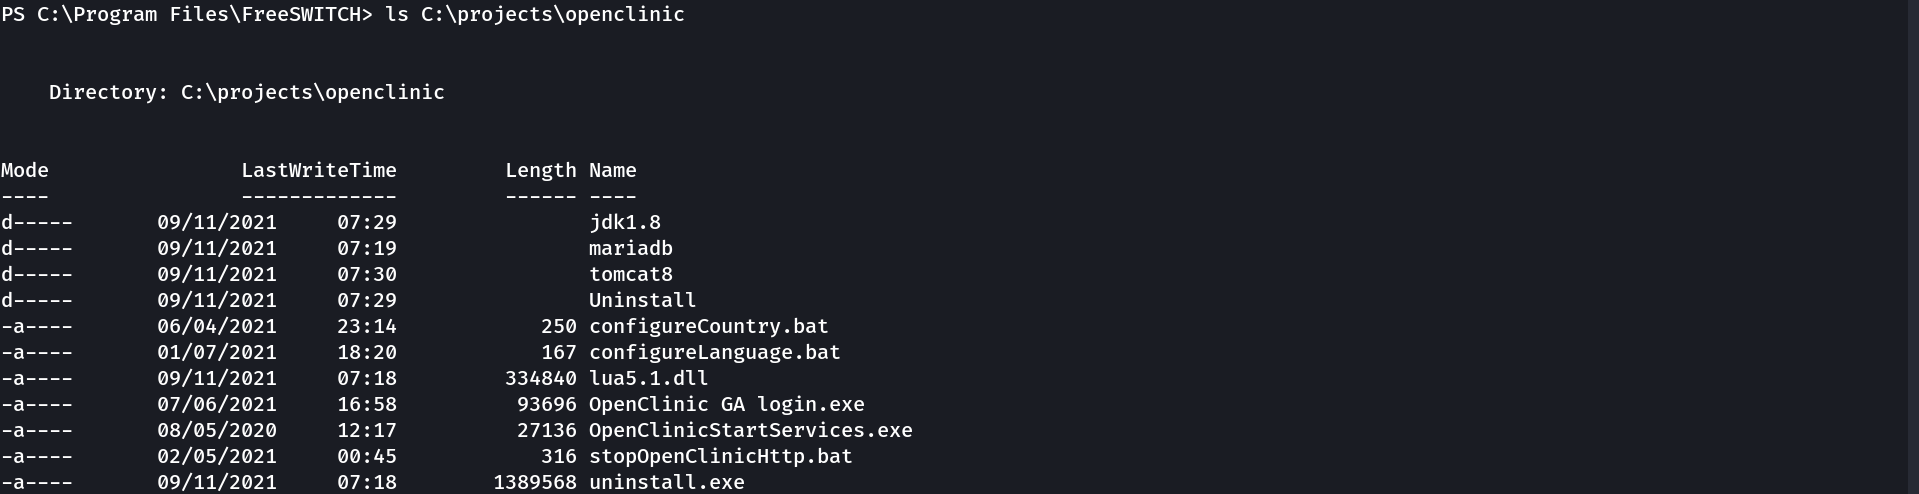 PS C:\Program Files\FreeSWITCH> ls C:\projects\openclinic
Directory: C:\projects\openclinic
Mode                LastWriteTime         Length Name
----                -------------         ------ ----
d-----       09/11/2021     07:29                jdk1.8
d-----       09/11/2021     07:19                mariadb
d-----       09/11/2021     07:30                tomcat8
d-----       09/11/2021     07:29                Uninstall
-a----       06/04/2021     23:14            250 configureCountry.bat
-a----       01/07/2021     18:20            167 configureLanguage.bat
-a----       09/11/2021     07:18         334840 lua5.1.dll
-a----       07/06/2021     16:58          93696 OpenClinic GA login.exe
-a----       08/05/2020     12:17          27136 OpenClinicStartServices.exe
-a----       02/05/2021     00:45            316 stopOpenClinicHttp.bat
-a----       09/11/2021     07:18        1389568 uninstall.exe